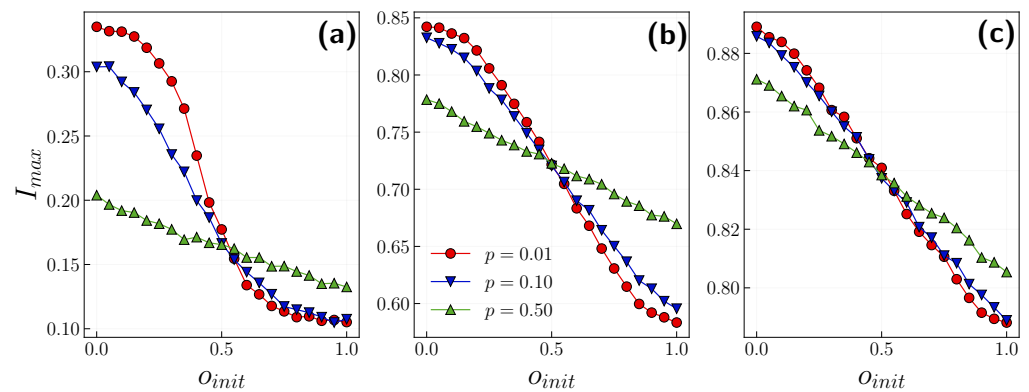 (a)
(b)
(c)
I_max
0.30
0.25
0.20
0.15
0.10
0.85
0.80
0.75
0.70
0.65
0.60
0.88
0.86
0.84
0.82
0.80
p = 0.01
p = 0.10
p = 0.50
0.0 0.5 1.0
0.0 0.5 1.0
0.0 0.5 1.0
o_init
o_init
o_init